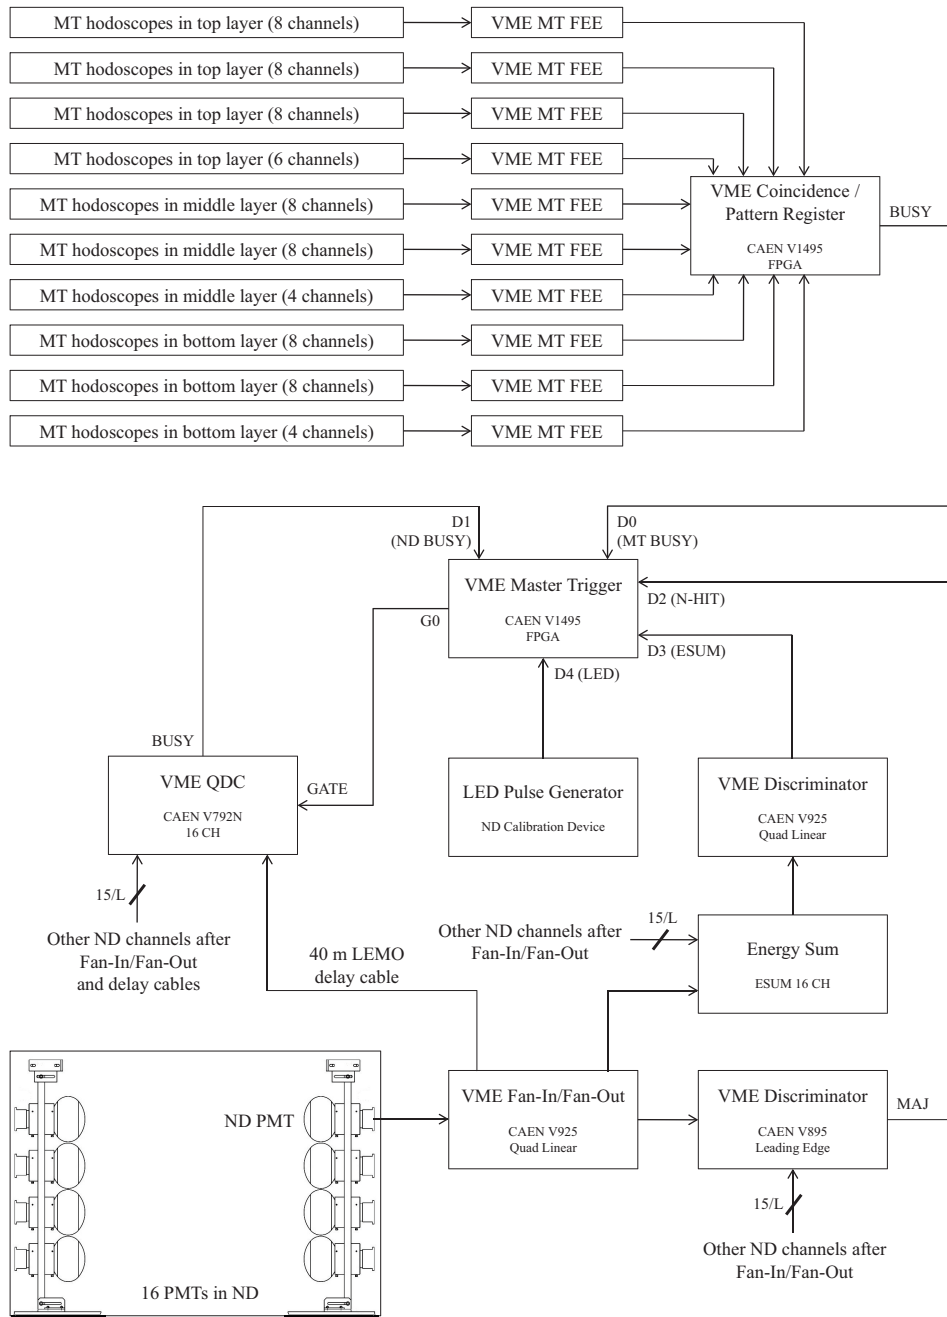 MT hodoscopes in top layer (8 channels)
VME MT FEE
MT hodoscopes in top layer (8 channels)
VME MT FEE
MT hodoscopes in top layer (8 channels)
VME MT FEE
MT hodoscopes in top layer (6 channels)
VME MT FEE
MT hodoscopes in middle layer (8 channels)
VME MT FEE
MT hodoscopes in middle layer (8 channels)
VME MT FEE
MT hodoscopes in middle layer (4 channels)
VME MT FEE
MT hodoscopes in bottom layer (8 channels)
VME MT FEE
MT hodoscopes in bottom layer (8 channels)
VME MT FEE
MT hodoscopes in bottom layer (4 channels)
VME MT FEE
VME Coincidence /
Pattern Register
CAEN V1495
FPGA
BUSY
D1
(ND BUSY)
D0
(MT BUSY)
VME Master Trigger
CAEN V1495
FPGA
G0
D2 (N-HIT)
D3 (ESUM)
D4 (LED)
BUSY
VME QDC
CAEN V792N
16 CH
GATE
LED Pulse Generator
ND Calibration Device
VME Discriminator
CAEN V925
Quad Linear
15/L
Other ND channels after
Fan-In/Fan-Out
and delay cables
40 m LEMO
delay cable
15/L
Other ND channels after
Fan-In/Fan-Out
Energy Sum
ESUM 16 CH
ND PMT
16 PMTs in ND
VME Fan-In/Fan-Out
CAEN V925
Quad Linear
VME Discriminator
CAEN V895
Leading Edge
MAJ
15/L
Other ND channels after
Fan-In/Fan-Out